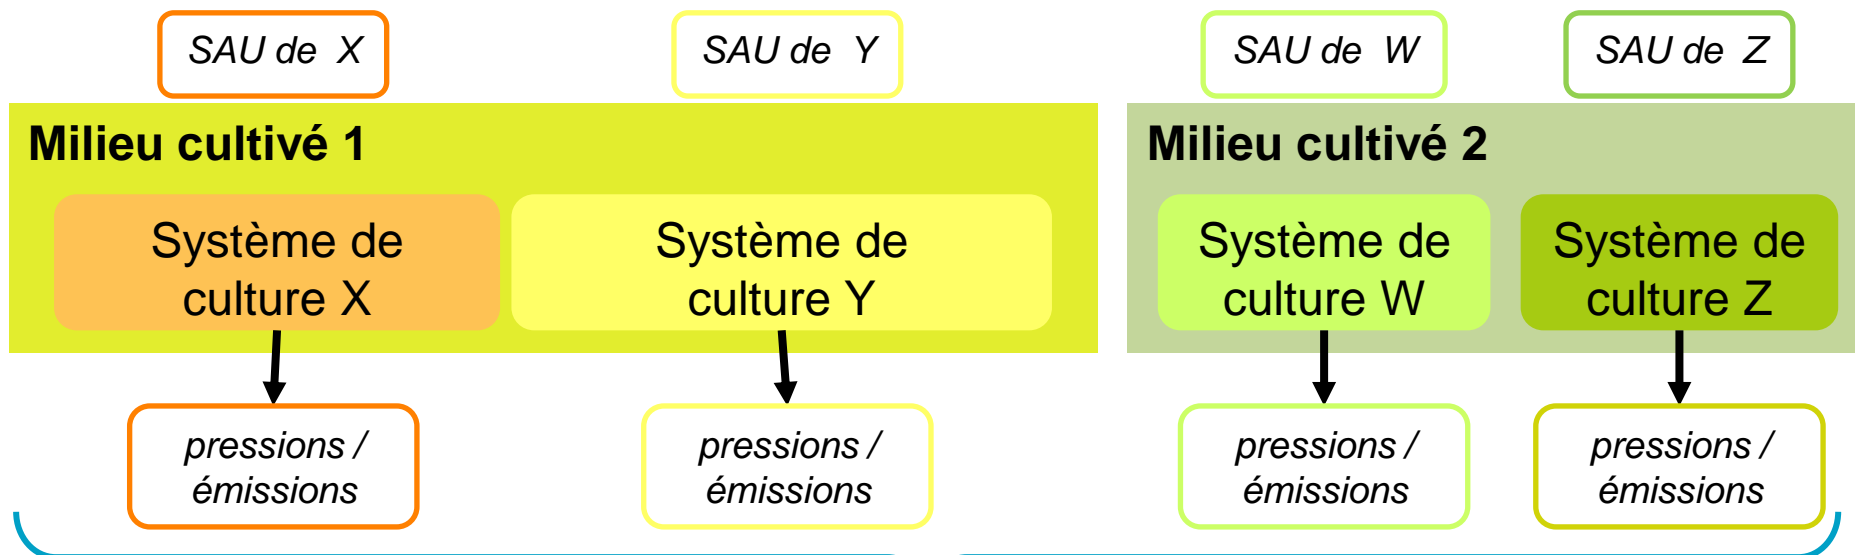 SAU de X
SAU de Y
SAU de W
SAU de Z
Milieu cultivé 1
Milieu cultivé 2
Système de
culture X
Système de
culture Y
Système de
culture W
Système de
culture Z
pressions /
émissions
pressions /
émissions
pressions /
émissions
pressions /
émissions